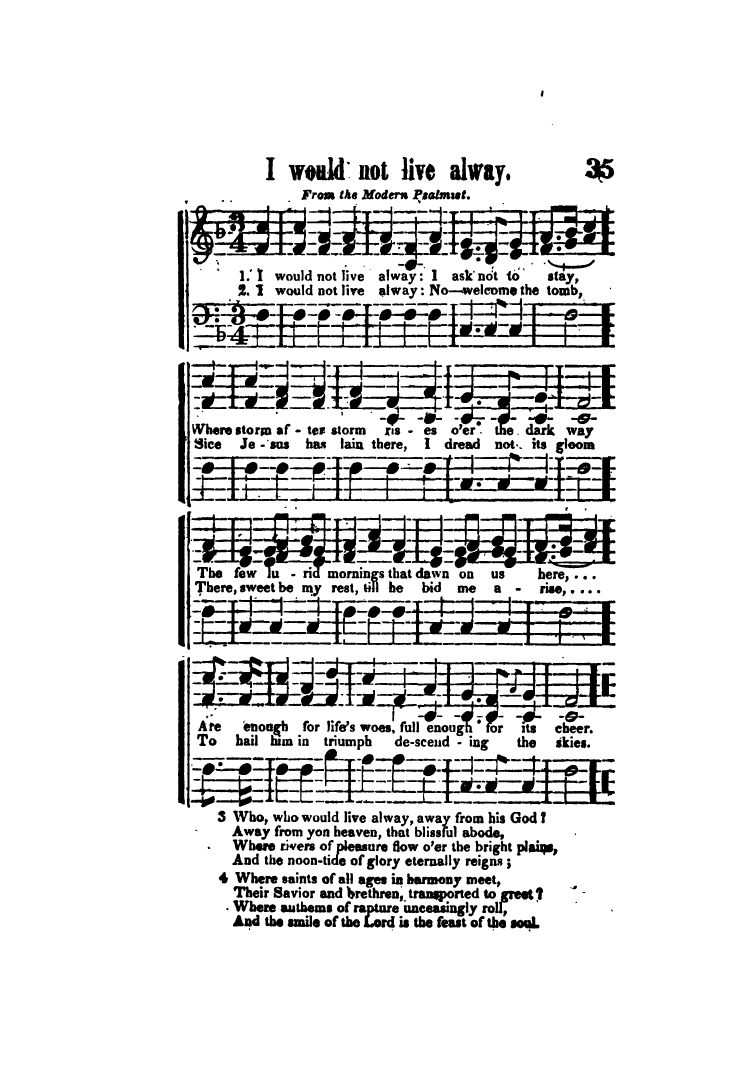 I would not live alway. 35
From the Modern Psalmist.
1. I would not live alway: I ask not to stay,
2. I would not live alway: No—welcome the tomb,
Where storm af - ter storm ris - es o'er the dark way
Sice Je - sus has lain there, I dread not its gloom
The few lu - rid mornings that dawn on us here, . . .
There, sweet be my rest, till he bid me a - rise, . . . .
Are enough for life's woes, full enough for its cheer.
To hail him in triumph de-scend - ing the skies.
3 Who, who would live alway, away from his God?
Away from yon heaven, that blissful abode,
Where rivers of pleasure flow o'er the bright plains,
And the noon-tide of glory eternally reigns;
4 Where saints of all ages in harmony meet,
Their Savior and brethren, transported to greet?
Where authems of rapture unceasingly roll,
And the smile of the Lord is the feast of the soul.